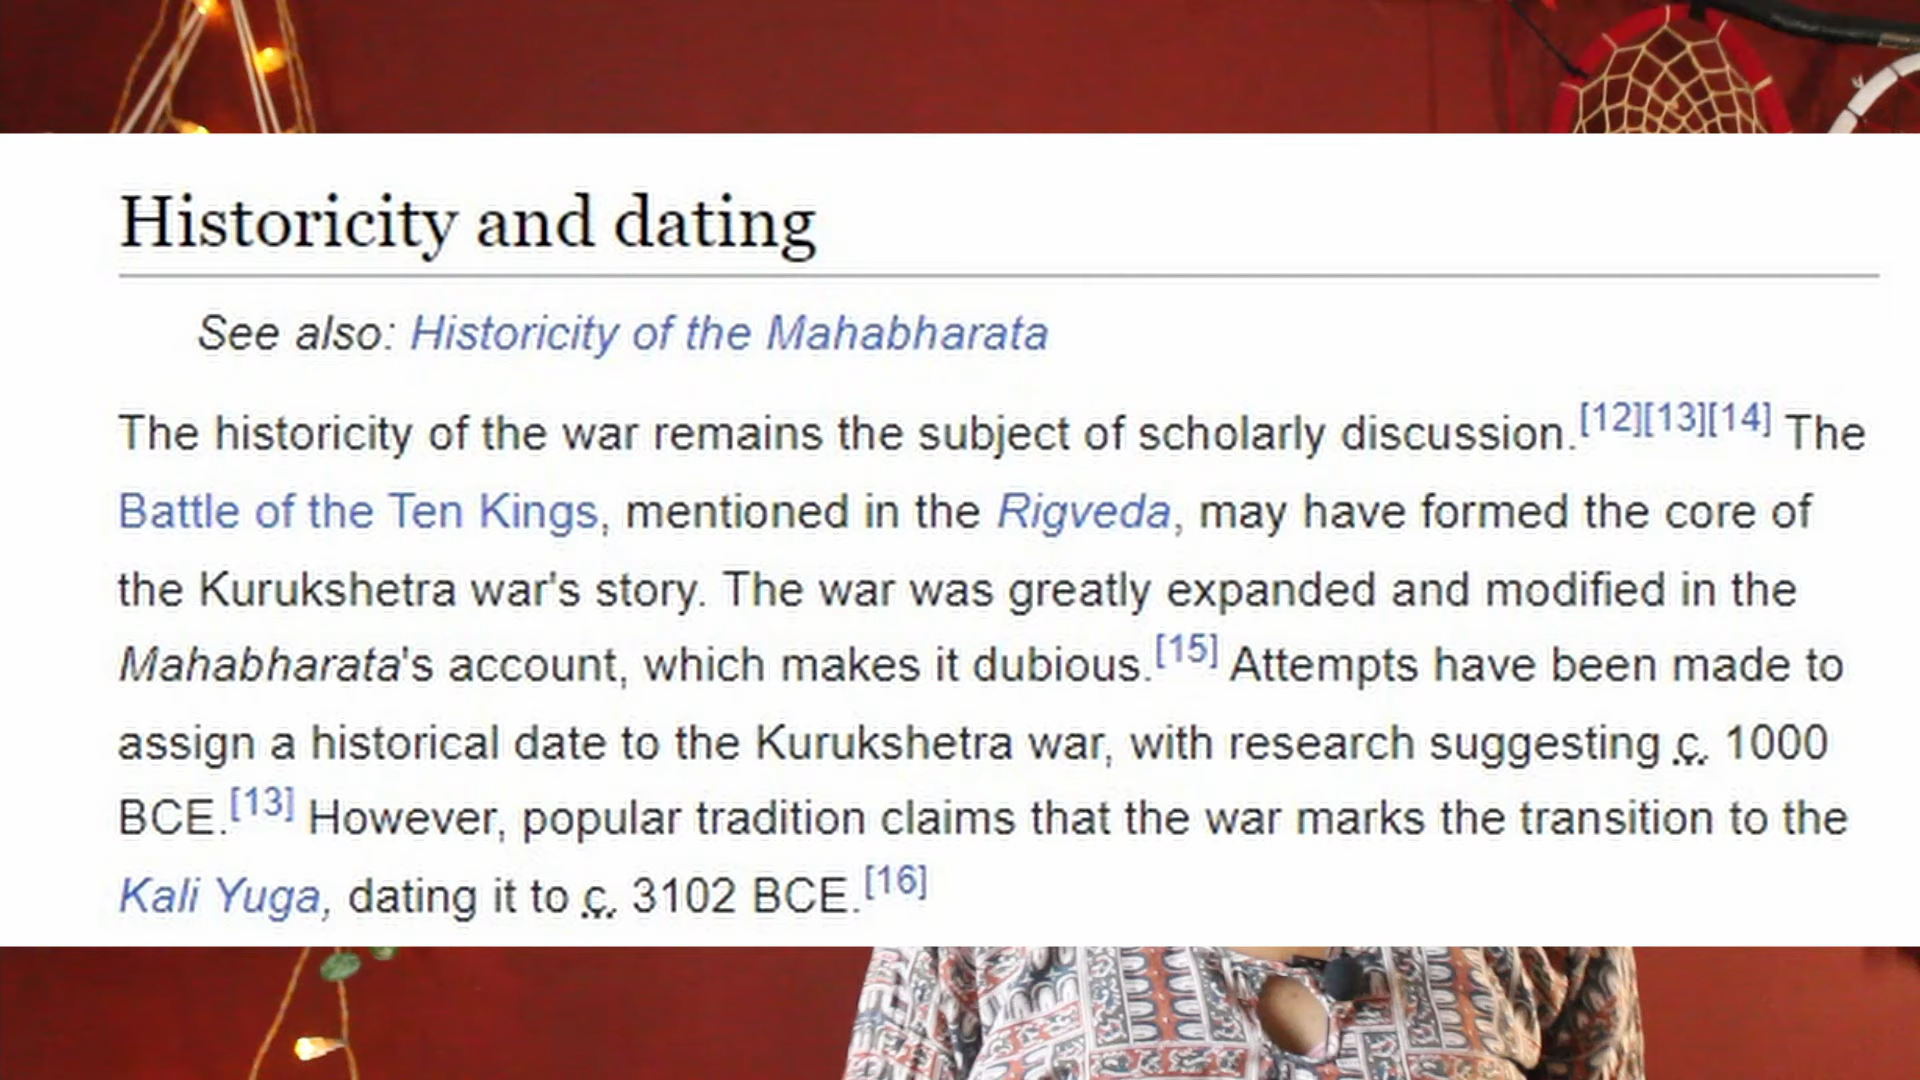 Historicity and dating
See also: Historicity of the Mahabharata
The historicity of the war remains the subject of scholarly discussion.[12][13][14] The
Battle of the Ten Kings, mentioned in the Rigveda, may have formed the core of
the Kurukshetra war's story. The war was greatly expanded and modified in the
Mahabharata's account, which makes it dubious.[15] Attempts have been made to
assign a historical date to the Kurukshetra war, with research suggesting c. 1000
BCE.[13] However, popular tradition claims that the war marks the transition to the
Kali Yuga, dating it to c. 3102 BCE.[16]